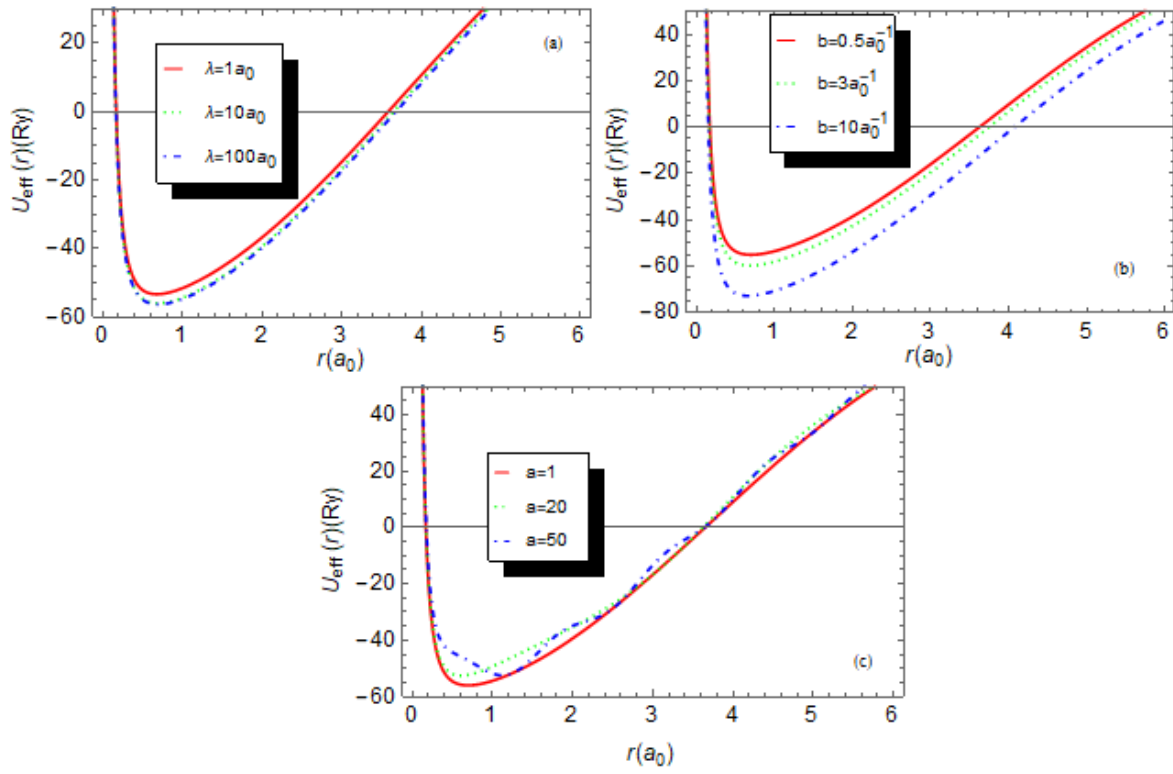 (a)
λ=1a₀
λ=10a₀
λ=100a₀
20
0
−20
−40
−60
0 1 2 3 4 5 6
U_eff (r)(Ry)
r(a₀)
b=0.5a₀⁻¹
b=3a₀⁻¹
b=10a₀⁻¹
40
20
0
−20
−40
−60
−80
0 1 2 3 4 5 6
U_eff (r)(Ry)
r(a₀)
(b)
a=1
a=20
a=50
40
20
0
−20
−40
−60
0 1 2 3 4 5 6
U_eff (r)(Ry)
r(a₀)
(c)